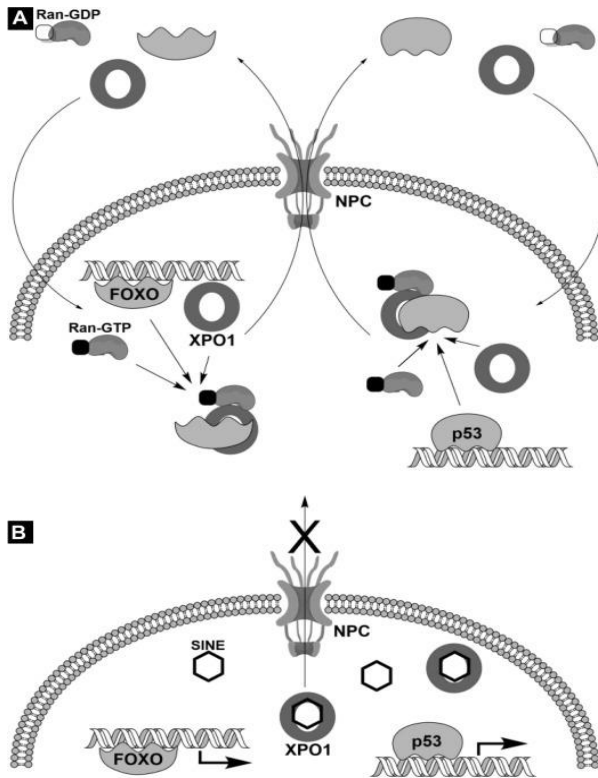 A
Ran-GDP
NPC
FOXO
XPO1
Ran-GTP
p53
B
X
NPC
SINE
XPO1
FOXO
p53